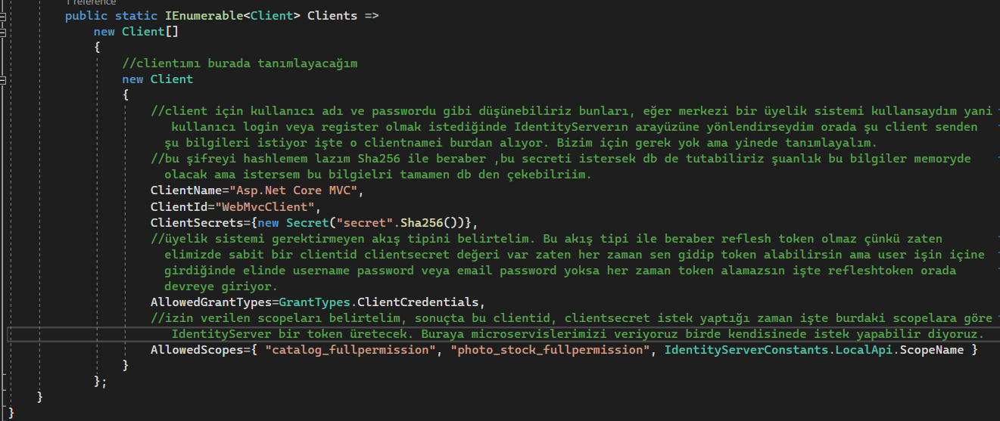 1 reference
public static IEnumerable<Client> Clients =>
new Client[]
{
//clientımı burada tanımlayacağım
new Client
{
//client için kullanıcı adı ve passwordu gibi düşünebiliriz bunları, eğer merkezi bir üyelik sistemi kullansaydım yani
kullanıcı login veya register olmak istediğinde IdentityServerın arayüzüne yönlendirseydim orada şu client senden
şu bilgileri istiyor işte o clientnamei burdan alıyor. Bizim için gerek yok ama yinede tanımlayalım.
//bu şifreyi hashlemem lazım Sha256 ile beraber ,bu secreti istersek db de tutabiliriz şuanlık bu bilgiler memoryde
olacak ama istersem bu bilgielri tamamen db den çekebilriim.
ClientName="Asp.Net Core MVC",
ClientId="WebMvcClient",
ClientSecrets={new Secret("secret".Sha256())},
//üyelik sistemi gerektirmeyen akış tipini belirtelim. Bu akış tipi ile beraber reflesh token olmaz çünkü zaten
elimizde sabit bir clientid clientsecret değeri var zaten her zaman sen gidip token alabilirsin ama user işin içine
girdiğinde elinde username password veya email password yoksa her zaman token alamazsın işte refleshtoken orada
devreye giriyor.
AllowedGrantTypes=GrantTypes.ClientCredentials,
//izin verilen scopeları belirtelim, sonuçta bu clientid, clientsecret istek yaptığı zaman işte burdaki scopelara göre
IdentityServer bir token üretecek. Buraya microservislerimizi veriyoruz birde kendisinede istek yapabilir diyoruz.
AllowedScopes={ "catalog_fullpermission", "photo_stock_fullpermission", IdentityServerConstants.LocalApi.ScopeName }
}
};
}
}